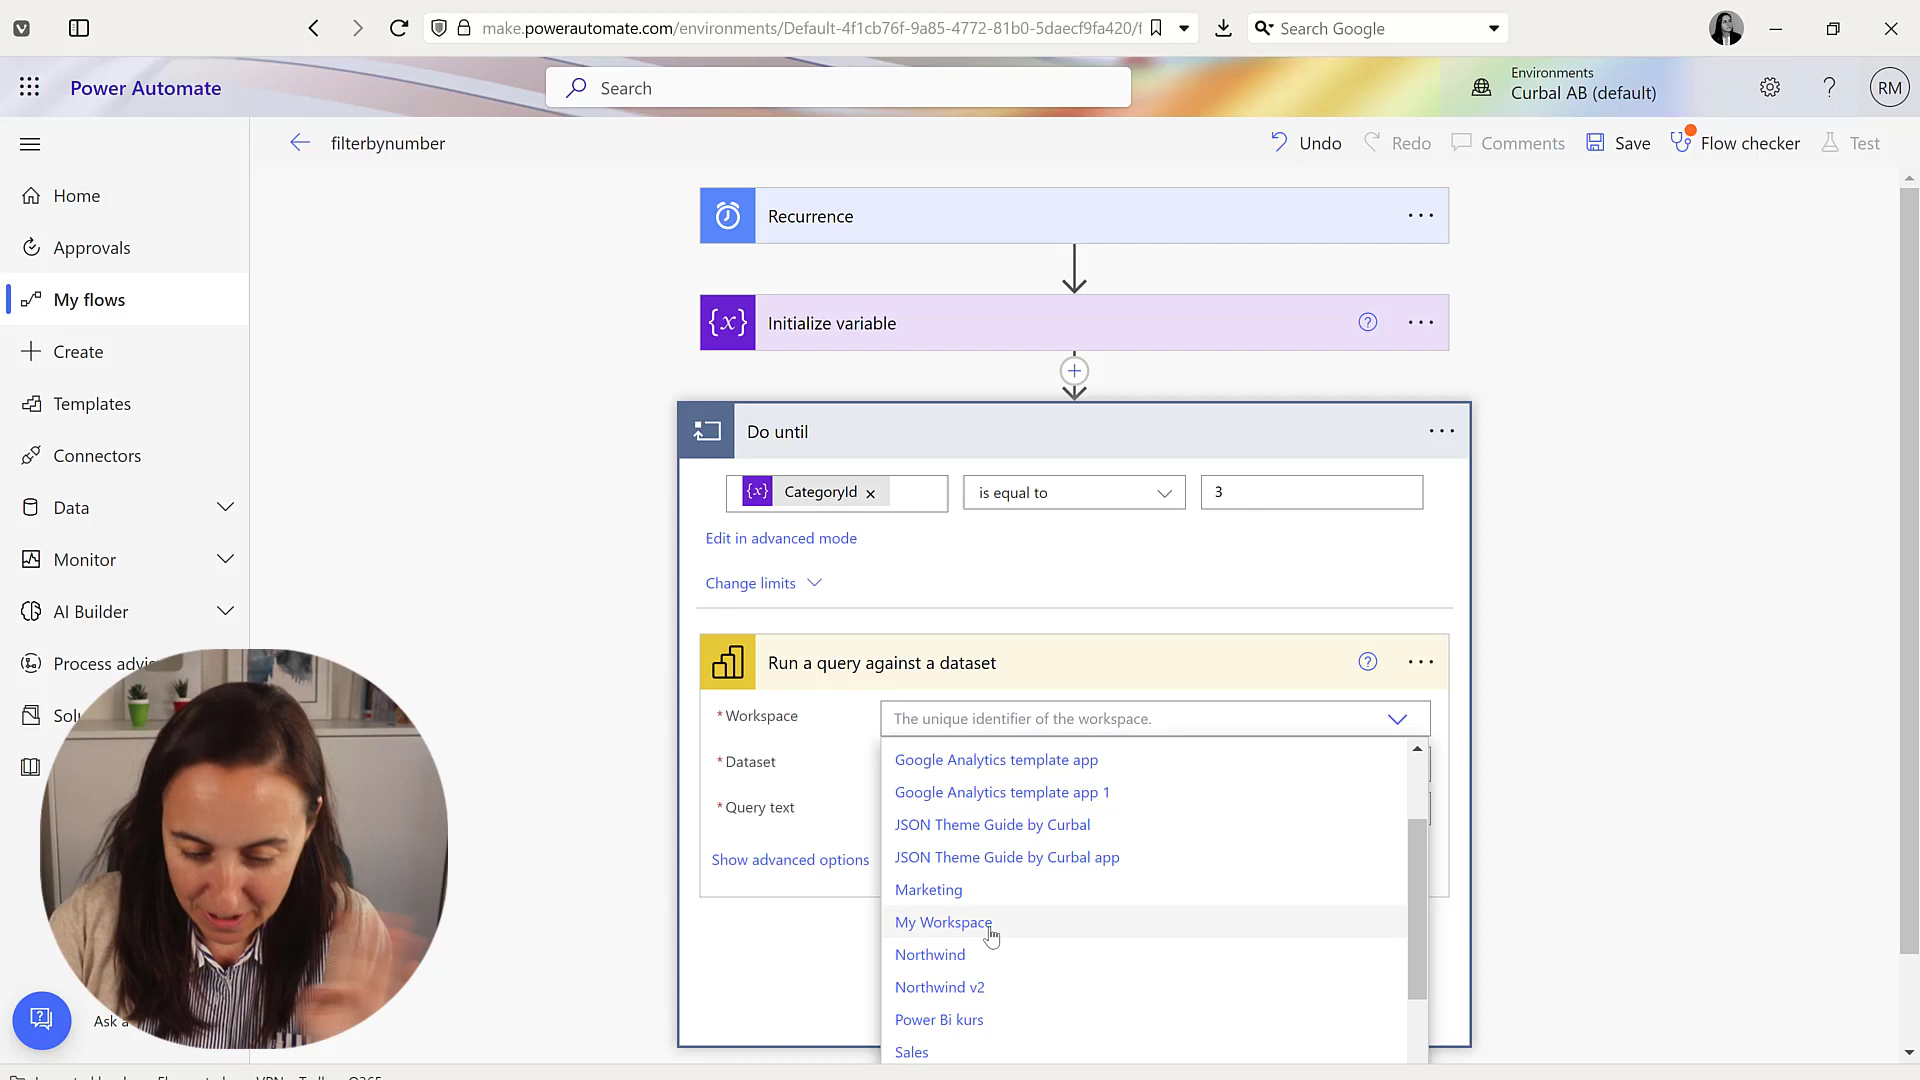 make.powerautomate.com/environments/Default-4f1cb76f-9a85-4772-81b0-5daecf9fa420/f
Search Google
Power Automate
Search
Environments
Curbal AB (default)
RM
filterbynumber
Undo
Redo
Comments
Save
Flow checker
Test
Home
Approvals
My flows
Create
Templates
Connectors
Data
Monitor
AI Builder
Process advis
Solu
Ask a
Recurrence
{x}
Initialize variable
Do until
{x} CategoryId
is equal to
3
Edit in advanced mode
Change limits
Run a query against a dataset
* Workspace
The unique identifier of the workspace.
* Dataset
* Query text
Show advanced options
Google Analytics template app
Google Analytics template app 1
JSON Theme Guide by Curbal
JSON Theme Guide by Curbal app
Marketing
My Workspace
Northwind
Northwind v2
Power Bi kurs
Sales